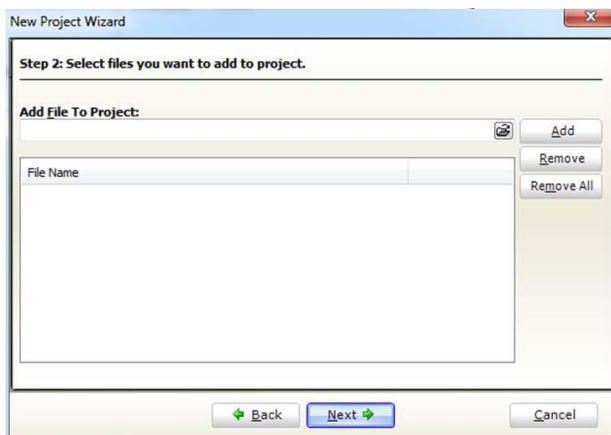 New Project Wizard
Step 2: Select files you want to add to project.
Add File To Project:
Add
Remove
File Name
Remove All
Back Next Cancel